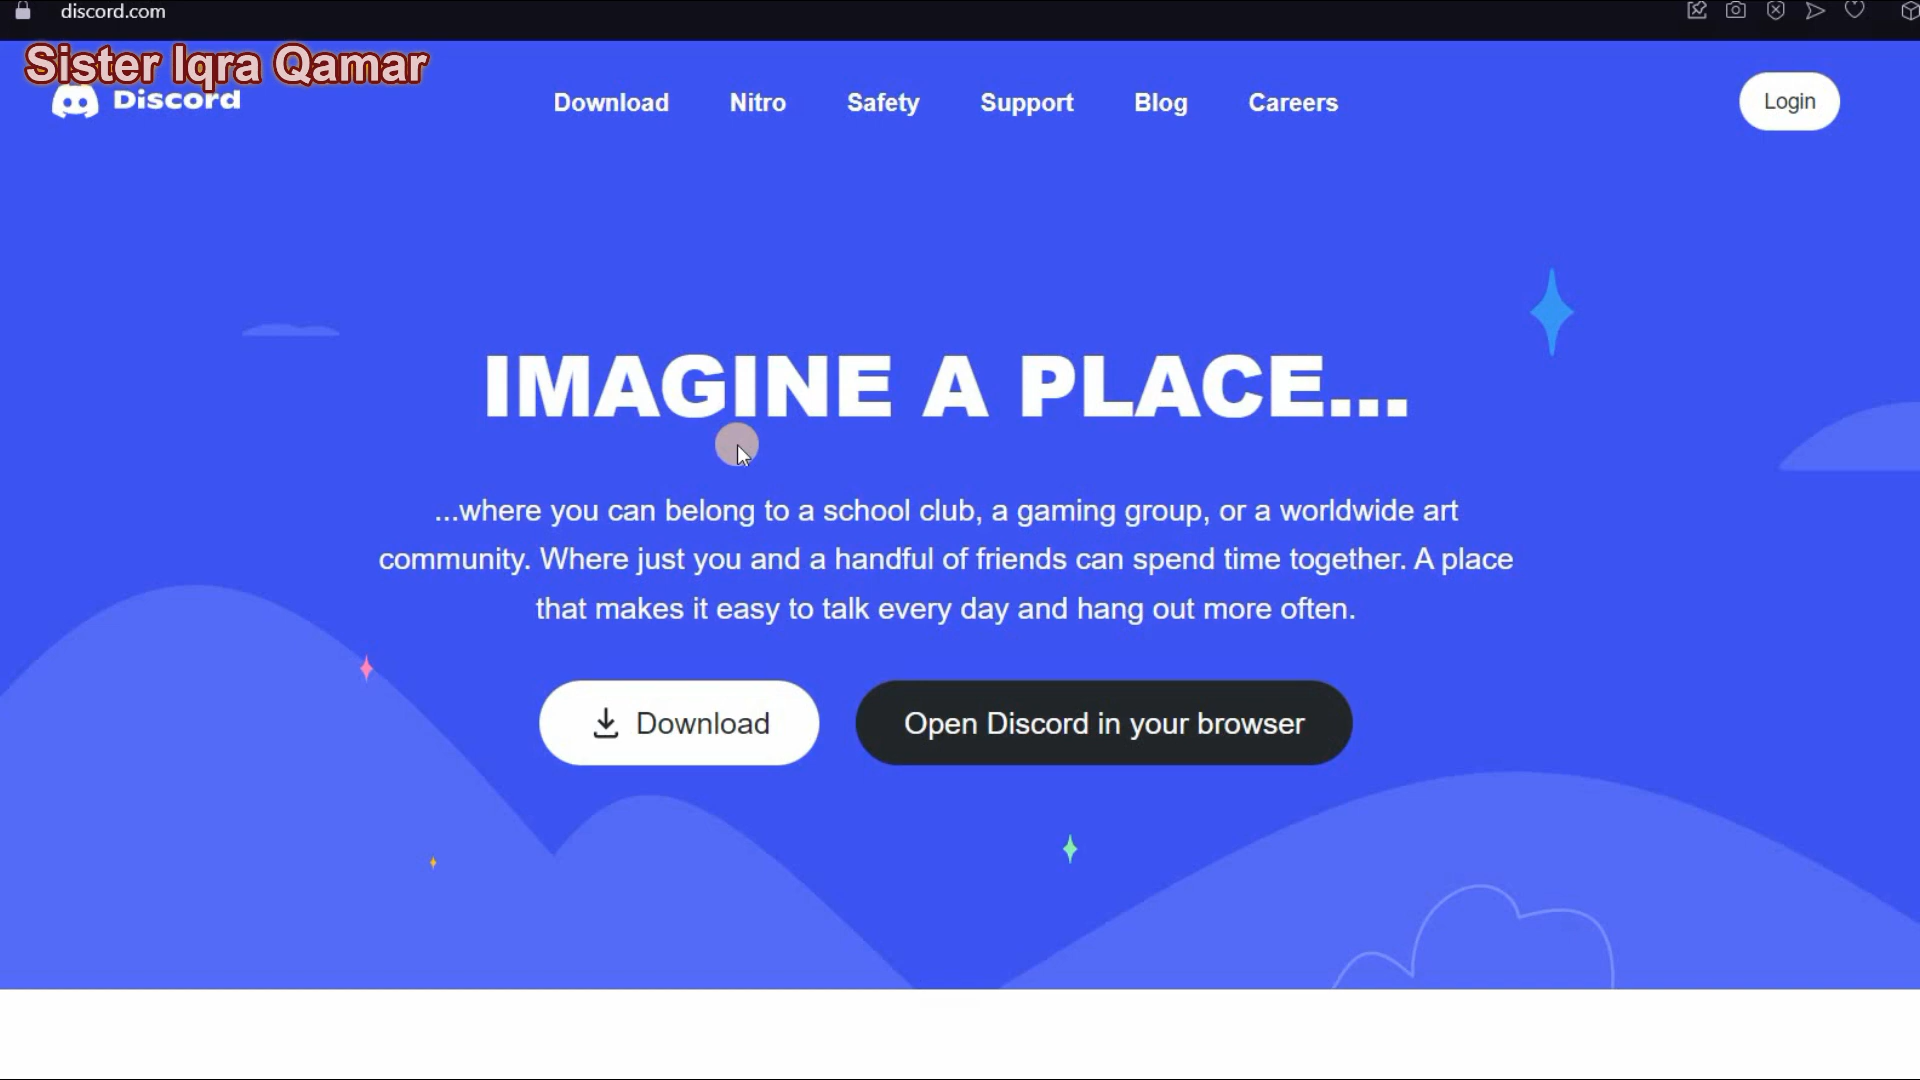 discord.com
Sister Iqra Qamar
Discord
Download Nitro Safety Support Blog Careers Login
IMAGINE A PLACE...
...where you can belong to a school club, a gaming group, or a worldwide art
community. Where just you and a handful of friends can spend time together. A place
that makes it easy to talk every day and hang out more often.
Download Open Discord in your browser